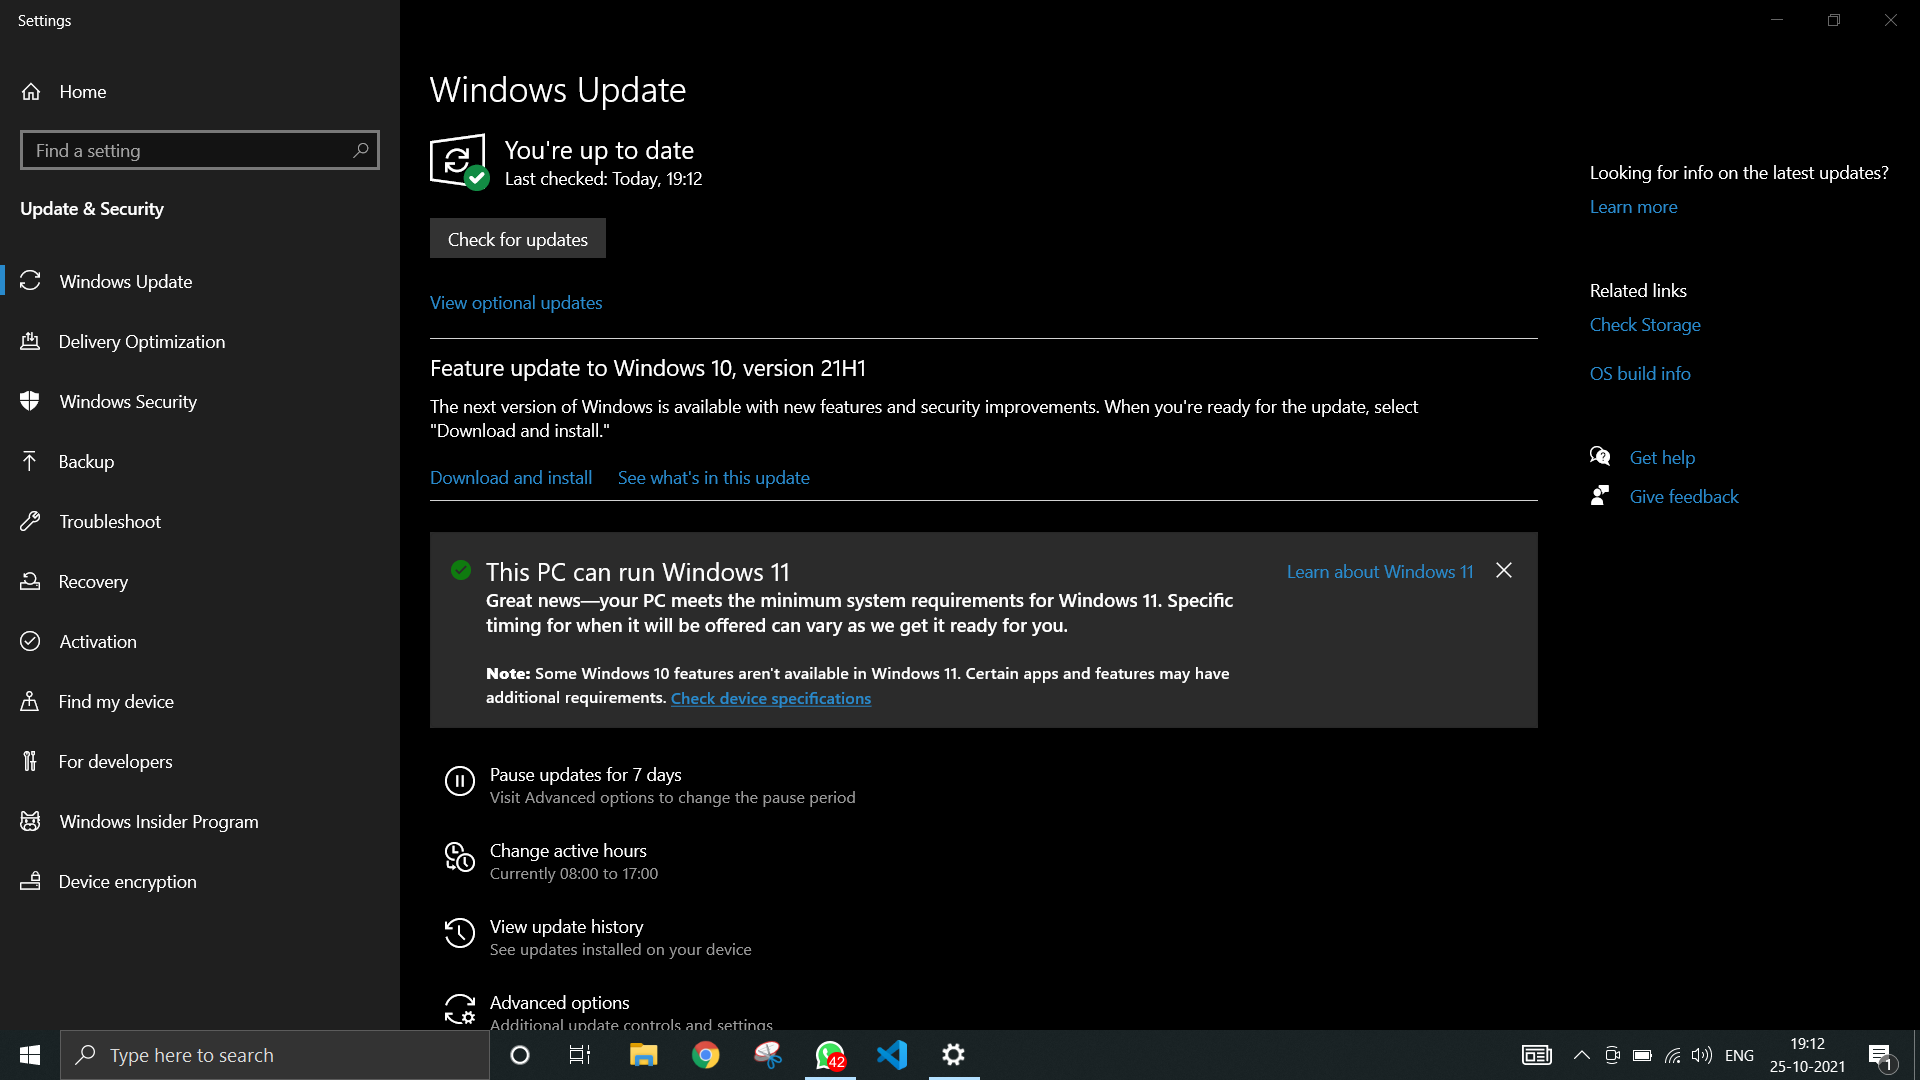 Settings
Home
Find a setting
Update & Security
Windows Update
Delivery Optimization
Windows Security
Backup
Troubleshoot
Recovery
Activation
Find my device
For developers
Windows Insider Program
Device encryption
Windows Update
You're up to date
Last checked: Today, 19:12
Check for updates
View optional updates
Feature update to Windows 10, version 21H1
The next version of Windows is available with new features and security improvements. When you're ready for the update, select
"Download and install."
Download and install See what's in this update
This PC can run Windows 11
Learn about Windows 11
Great news—your PC meets the minimum system requirements for Windows 11. Specific
timing for when it will be offered can vary as we get it ready for you.
Note: Some Windows 10 features aren't available in Windows 11. Certain apps and features may have
additional requirements. Check device specifications
Pause updates for 7 days
Visit Advanced options to change the pause period
Change active hours
Currently 08:00 to 17:00
View update history
See updates installed on your device
Advanced options
Additional update controls and settings
Looking for info on the latest updates?
Learn more
Related links
Check Storage
OS build info
Get help
Give feedback
Type here to search
42
ENG
19:12
25-10-2021
1